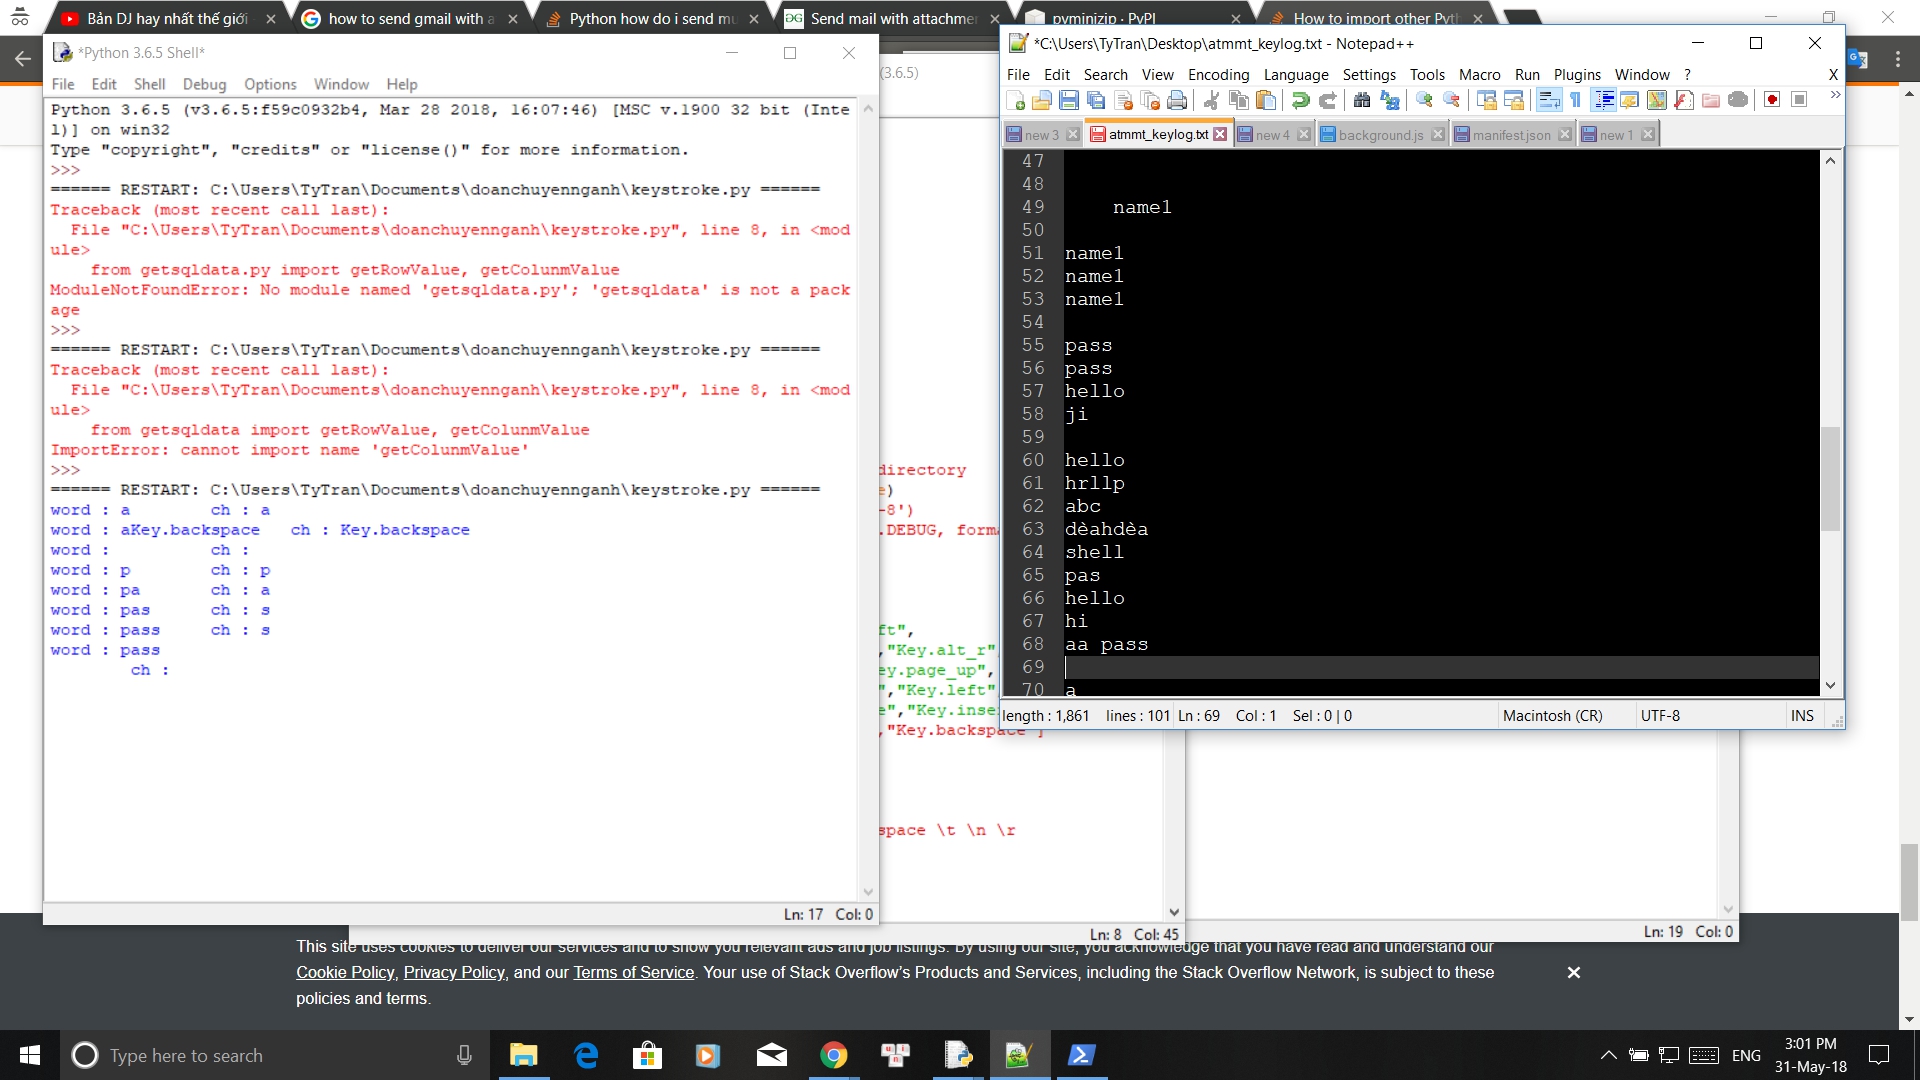 Bản DJ hay nhất thế giới
how to send gmail with a
Python how do i send mu
Send mail with attachmen
pyminizip · PyPI
How to import other Pyth
*Python 3.6.5 Shell*
File Edit Shell Debug Options Window Help
Python 3.6.5 (v3.6.5:f59c0932b4, Mar 28 2018, 16:07:46) [MSC v.1900 32 bit (Inte
l)] on win32
Type "copyright", "credits" or "license()" for more information.
>>>
====== RESTART: C:\Users\TyTran\Documents\doanchuyennganh\keystroke.py ======
Traceback (most recent call last):
File "C:\Users\TyTran\Documents\doanchuyennganh\keystroke.py", line 8, in <mod
ule>
from getsqldata.py import getRowValue, getColunmValue
ModuleNotFoundError: No module named 'getsqldata.py'; 'getsqldata' is not a pack
age
>>>
====== RESTART: C:\Users\TyTran\Documents\doanchuyennganh\keystroke.py ======
Traceback (most recent call last):
File "C:\Users\TyTran\Documents\doanchuyennganh\keystroke.py", line 8, in <mod
ule>
from getsqldata import getRowValue, getColunmValue
ImportError: cannot import name 'getColunmValue'
>>>
====== RESTART: C:\Users\TyTran\Documents\doanchuyennganh\keystroke.py ======
word : a ch : a
word : aKey.backspace ch : Key.backspace
word : ch :
word : p ch : p
word : pa ch : a
word : pas ch : s
word : pass ch : s
word : pass
ch :
Ln: 17 Col: 0
(3.6.5)
directory
e)
-8')
.DEBUG, form
ft",
,"Key.alt_r"
ey.page_up",
","Key.left"
e","Key.inse
,"Key.backspace"]
space \t \n \r
Ln: 8 Col: 45
Ln: 19 Col: 0
*C:\Users\TyTran\Desktop\atmmt_keylog.txt - Notepad++
File Edit Search View Encoding Language Settings Tools Macro Run Plugins Window ? X
new 3 atmmt_keylog.txt new 4 background.js manifest.json new 1
47
48
49 name1
50
51 name1
52 name1
53 name1
54
55 pass
56 pass
57 hello
58 ji
59
60 hello
61 hrllp
62 abc
63 dèahdèa
64 shell
65 pas
66 hello
67 hi
68 aa pass
69
70 a
length : 1,861 lines : 101 Ln : 69 Col : 1 Sel : 0 | 0 Macintosh (CR) UTF-8 INS
This site uses cookies to deliver our services and to show you relevant ads and job listings. By using our site, you acknowledge that you have read and understand our
Cookie Policy, Privacy Policy, and our Terms of Service. Your use of Stack Overflow's Products and Services, including the Stack Overflow Network, is subject to these
policies and terms.
Type here to search
ENG
3:01 PM
31-May-18